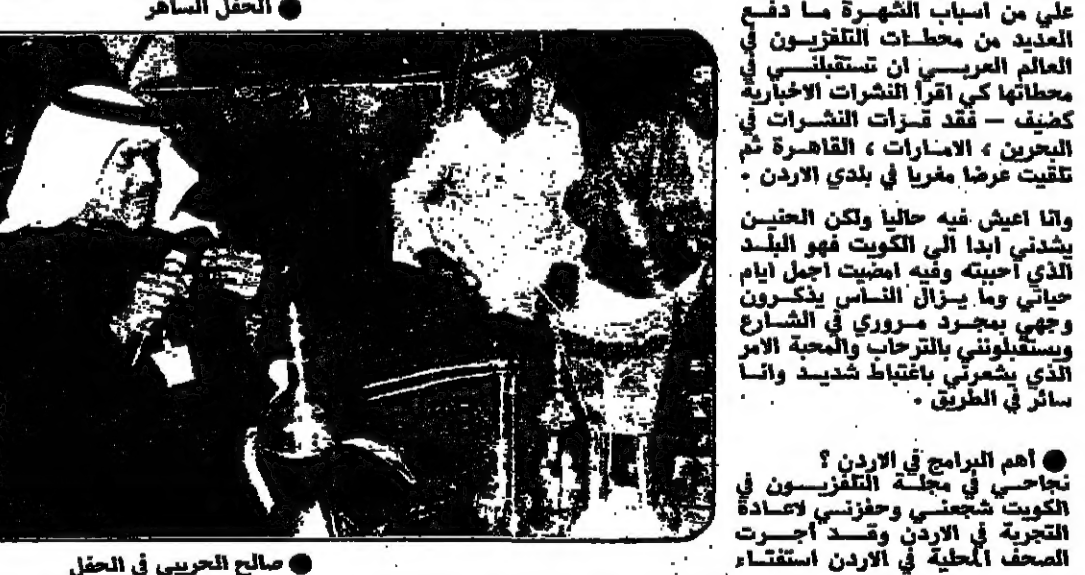 ● الحفل الساهر
علي من اسباب الشهرة ما دفع
العديد من محطات التلفزيون في
العالم العربي ان تستقبلني في
محطاتها كي اقرأ النشرات الاخبارية
كضيف — فقد قرأت النشرات في
البحرين ، الامارات ، القاهرة ثم
تلقيت عرضا مغريا في بلدي الاردن .
وانا اعيش فيه حاليا ولكن الحنين
يشدني ابدا الى الكويت فهو البلد
الذي احببته وفيه امضيت اجمل ايام
حياتي وما يزال الناس يذكرون
وجهي بمجرد مروري في الشارع
ويستقبلونني بالترحاب والمحبة الامر
الذي يشعرني باغتباط شديد وانا
سائر في الطريق .
● أهم البرامج في الاردن ؟
نجاحي في مجلة التلفزيون في
الكويت شجعني وحفزني لاعادة
التجربة في الاردن وقد أجرت
الصحف المحلية في الاردن استفتاء
● صالح الحريبي في الحفل